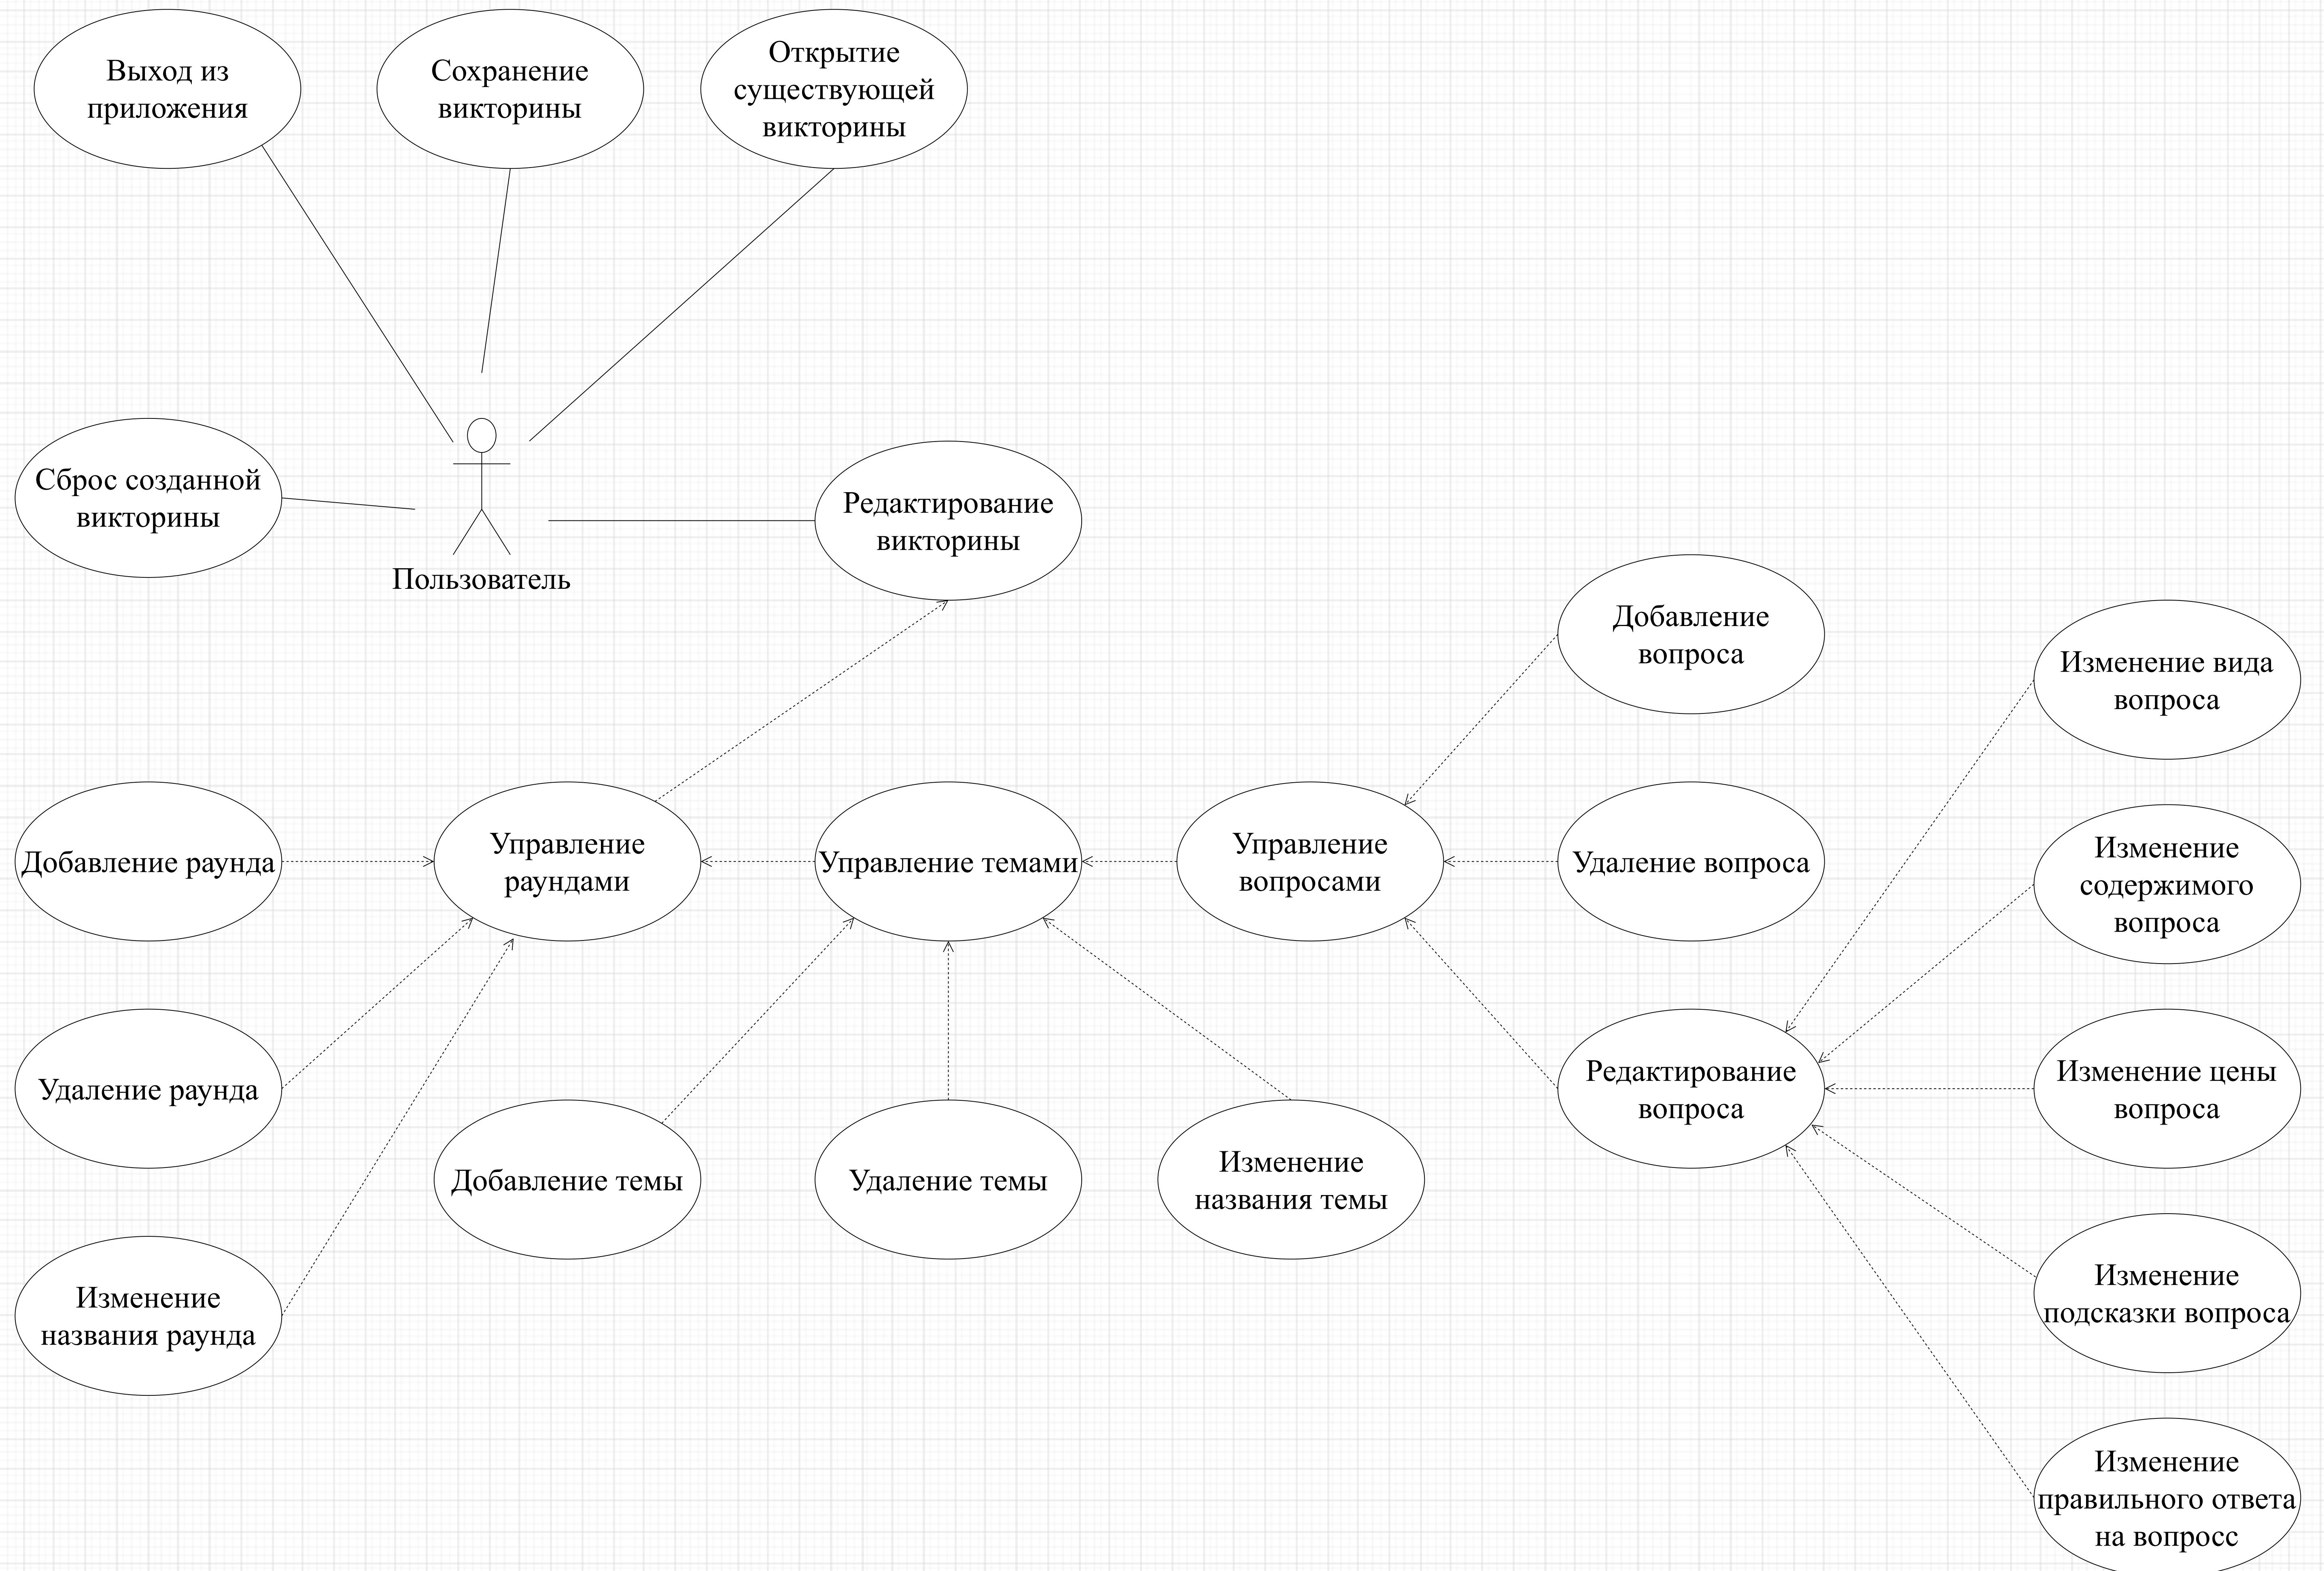 Выход из
приложения
Сохранение
викторины
Открытие
существующей
викторины
Сброс созданной
викторины
Пользователь
Редактирование
викторины
Добавление
вопроса
Изменение вида
вопроса
Добавление раунда
Управление
раундами
Управление темами
Управление
вопросами
Удаление вопроса
Изменение
содержимого
вопроса
Удаление раунда
Редактирование
вопроса
Изменение цены
вопроса
Добавление темы
Удаление темы
Изменение
названия темы
Изменение
названия раунда
Изменение
подсказки вопроса
Изменение
правильного ответа
на вопросс